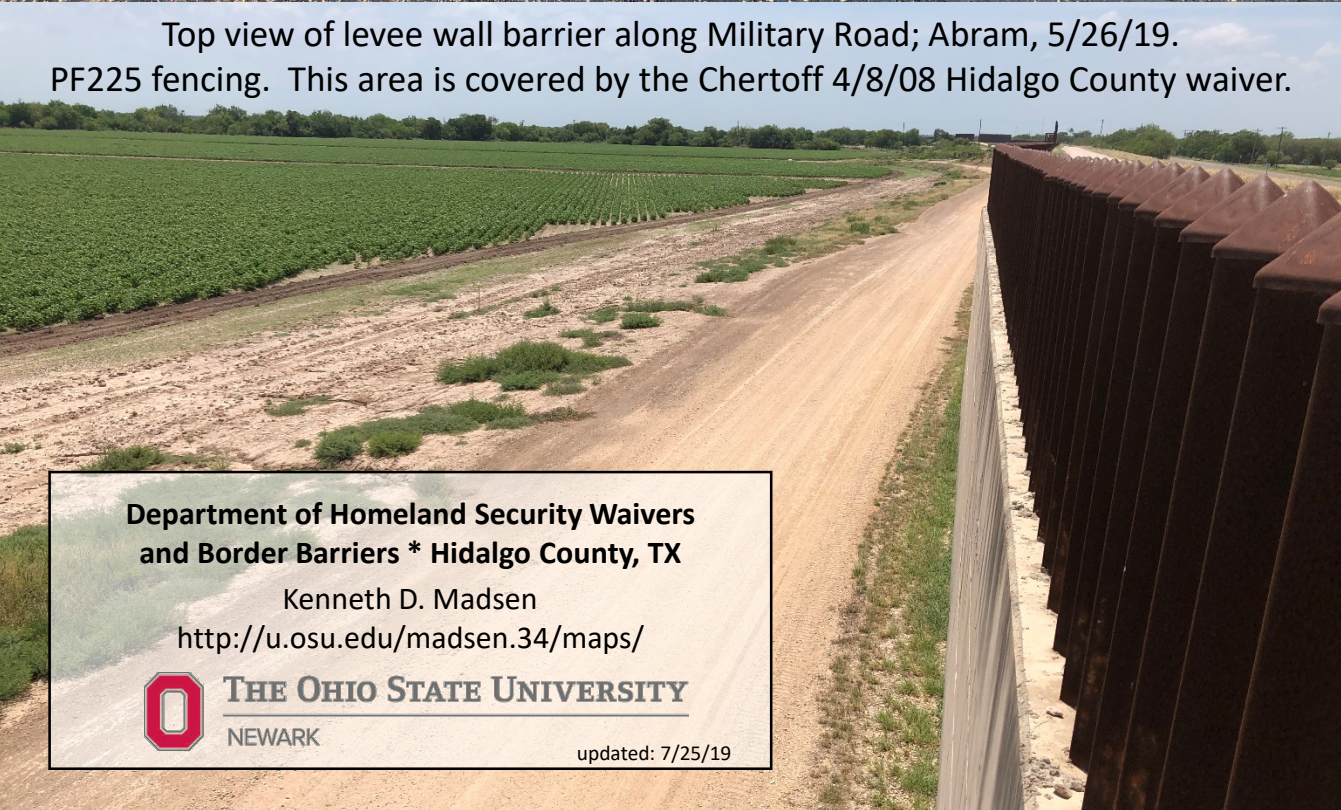 Top view of levee wall barrier along Military Road; Abram, 5/26/19.
PF225 fencing.  This area is covered by the Chertoff 4/8/08 Hidalgo County waiver.
Department of Homeland Security Waivers
and Border Barriers * Hidalgo County, TX
Kenneth D. Madsen
http://u.osu.edu/madsen.34/maps/
THE OHIO STATE UNIVERSITY
NEWARK
updated: 7/25/19